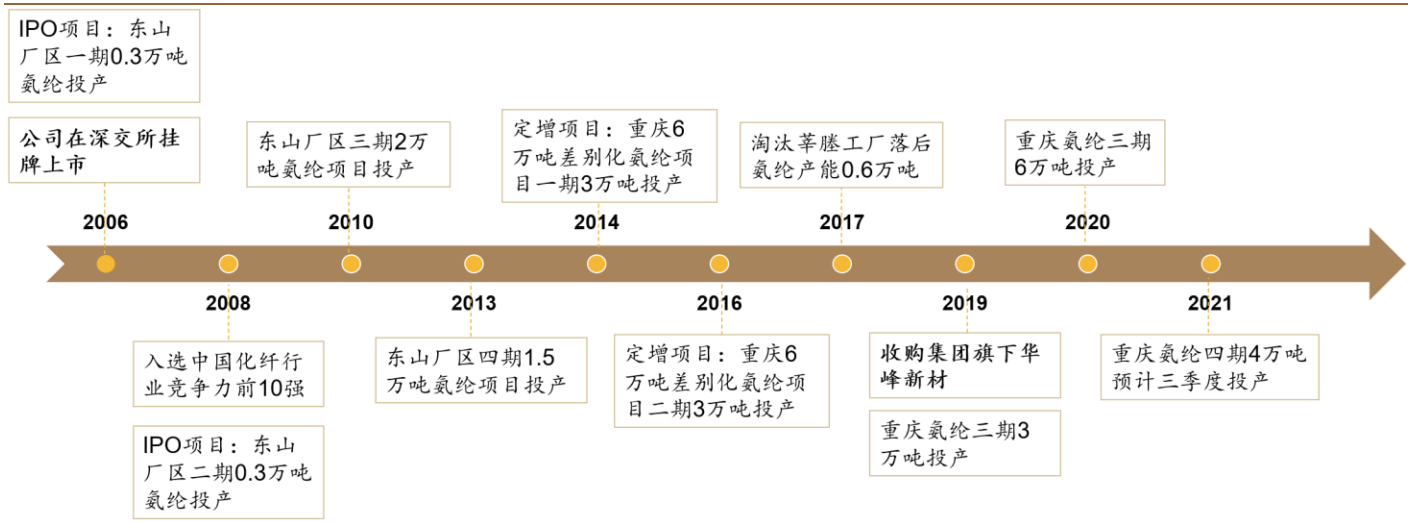 IPO项目：东山
厂区一期0.3万吨
氨纶投产
公司在深交所挂
牌上市
2006
2008
入选中国化纤行
业竞争力前10强
IPO项目：东山
厂区二期0.3万吨
氨纶投产
东山厂区三期2万
吨氨纶项目投产
2010
2013
东山厂区四期1.5
万吨氨纶项目投产
定增项目：重庆6
万吨差别化氨纶项
目一期3万吨投产
2014
2016
定增项目：重庆6
万吨差别化氨纶项
目二期3万吨投产
淘汰莘塍工厂落后
氨纶产能0.6万吨
2017
2019
收购集团旗下华
峰新材
重庆氨纶三期3
万吨投产
重庆氨纶三期
6万吨投产
2020
2021
重庆氨纶四期4万吨
预计三季度投产